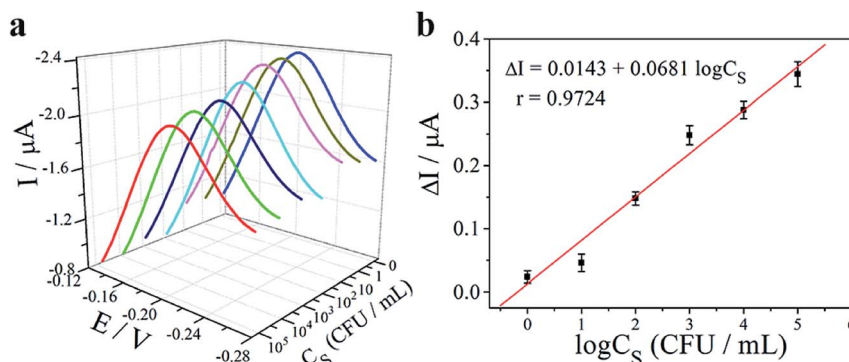 a
I / μA
-2.4
-2.0
-1.6
-1.2
-0.8
-0.12
-0.16
-0.20
-0.24
-0.28
E / V
10⁵ 10⁴ 10³ 10² 10¹ 1 0
C_S (CFU / mL)
b
ΔI / μA
0.4
0.3
0.2
0.1
0.0
ΔI = 0.0143 + 0.0681 logC_S
r = 0.9724
0 1 2 3 4 5 6
logC_S (CFU / mL)